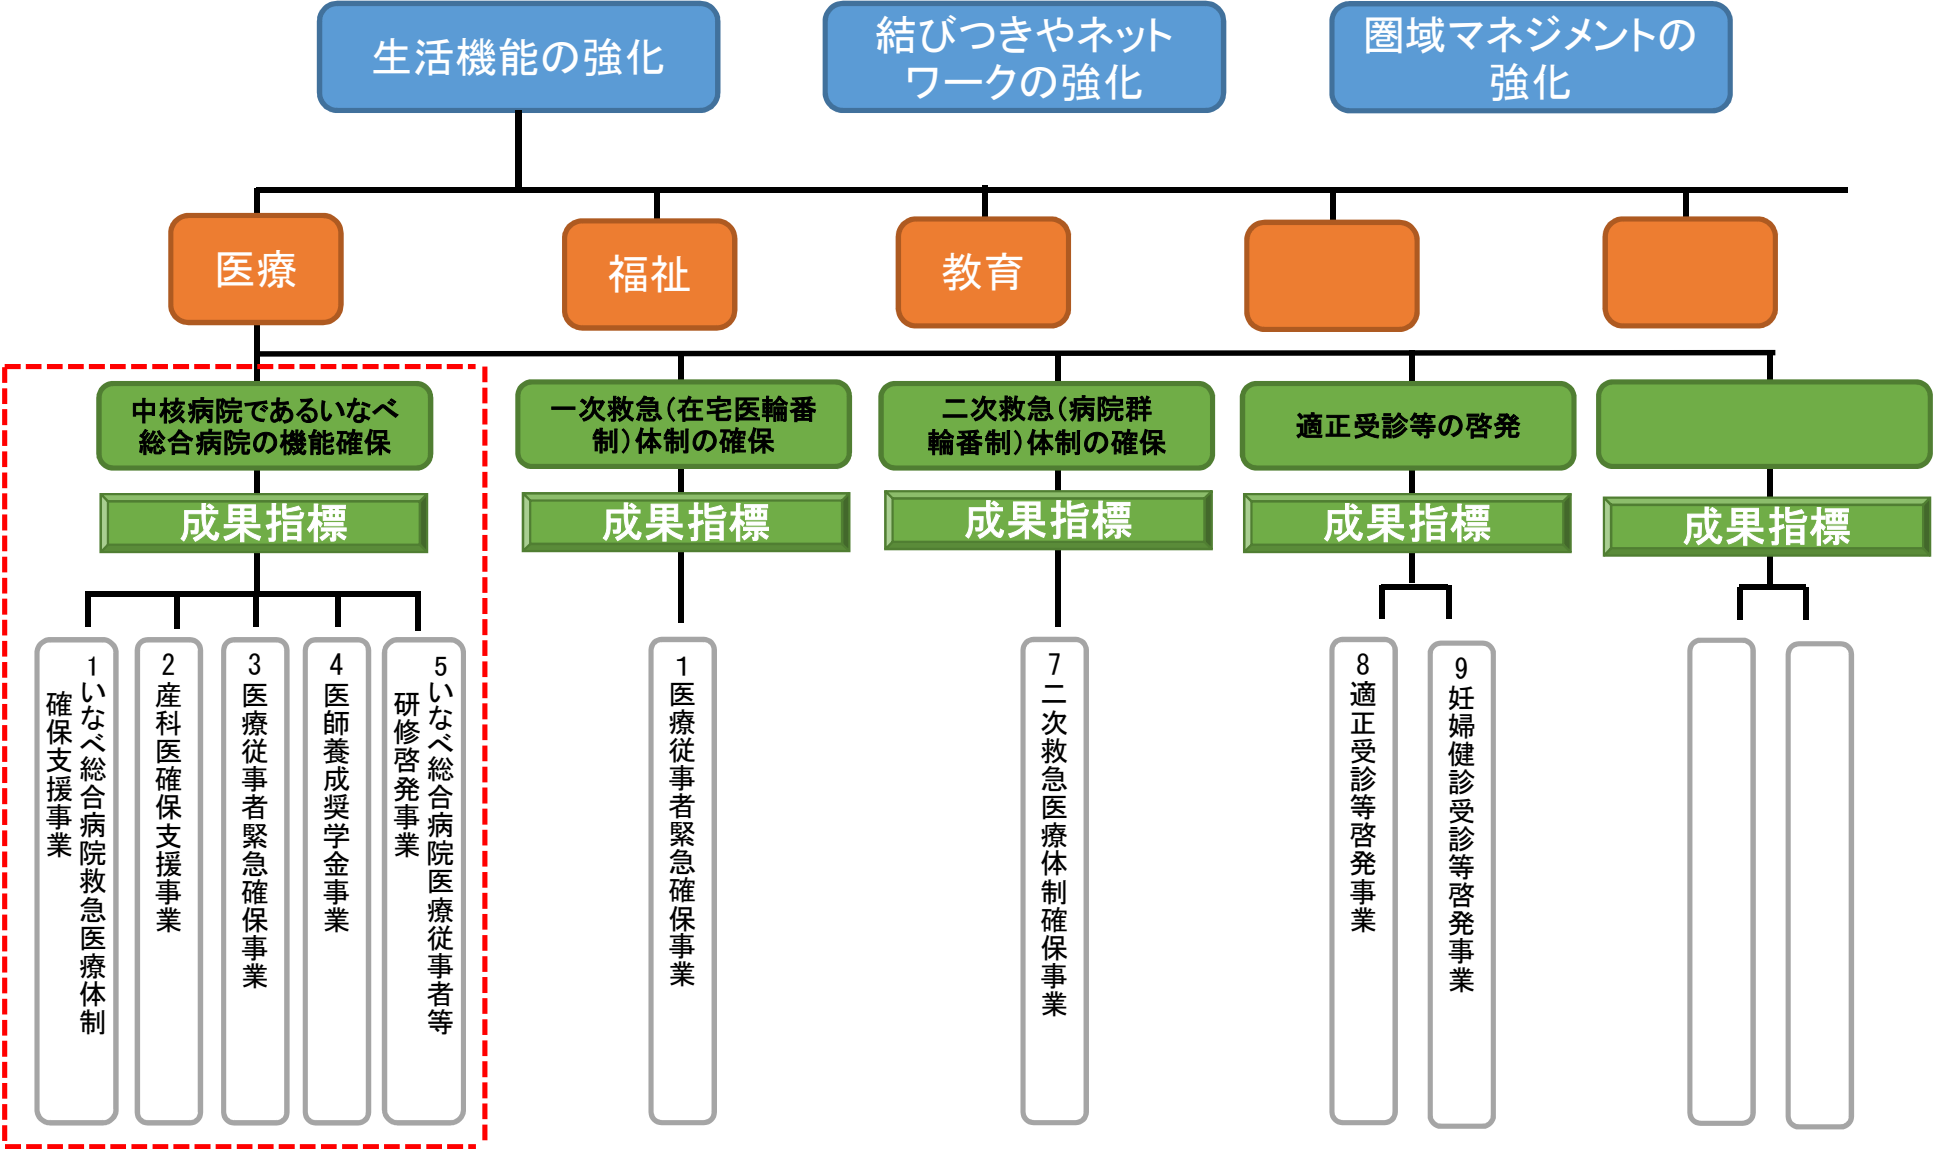 生活機能の強化
結びつきやネット
ワークの強化
圏域マネジメントの
強化
医療
福祉
教育
中核病院であるいなべ
総合病院の機能確保
一次救急（在宅医輪番
制）体制の確保
二次救急（病院群
輪番制）体制の確保
適正受診等の啓発
成果指標
成果指標
成果指標
成果指標
成果指標
1いなべ総合病院救急医療体制
確保支援事業
2産科医確保支援事業
3医療従事者緊急確保事業
4医師養成奨学金事業
5いなべ総合病院医療従事者等
研修啓発事業
1医療従事者緊急確保事業
7二次救急医療体制確保事業
8適正受診等啓発事業
9妊婦健診受診等啓発事業